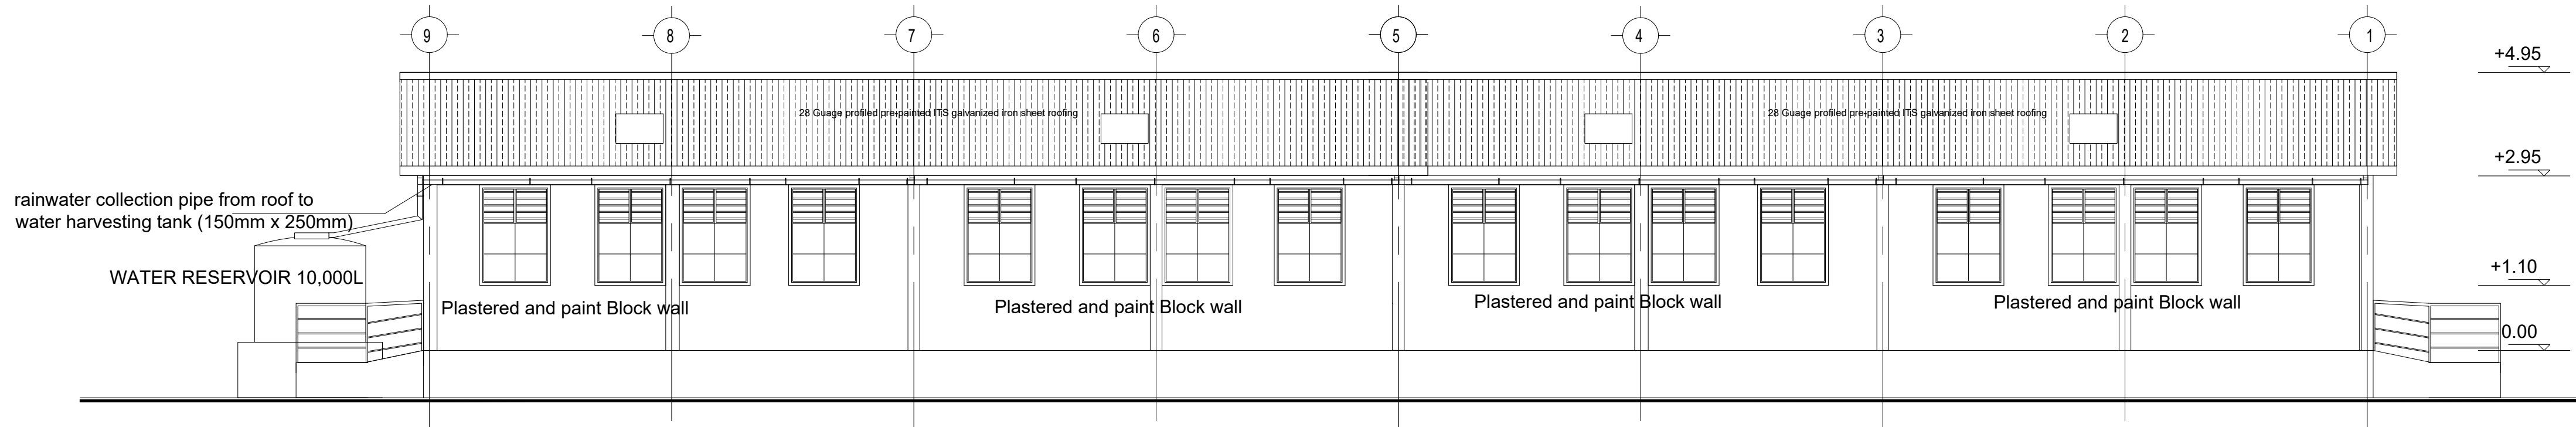 9 8 7 6 5 4 3 2 1
+4.95
28 Guage profiled pre-painted ITS galvanized iron sheet roofing
28 Guage profiled pre-painted ITS galvanized iron sheet roofing
+2.95
rainwater collection pipe from roof to
water harvesting tank (150mm x 250mm)
+1.10
WATER RESERVOIR 10,000L
Plastered and paint Block wall
Plastered and paint Block wall
Plastered and paint Block wall
Plastered and paint Block wall
0.00